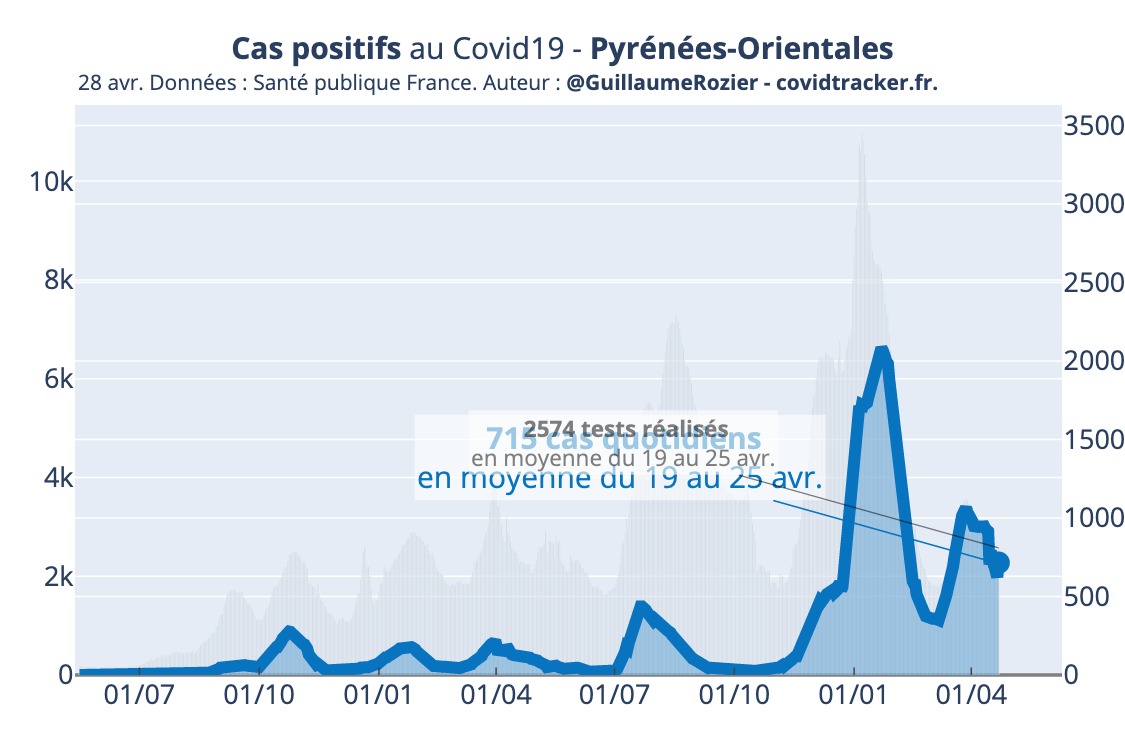 Cas positifs au Covid19 - Pyrénées-Orientales
28 avr. Données : Santé publique France. Auteur : @GuillaumeRozier - covidtracker.fr.
3500
10k
3000
8k
2500
6k
2000
2574 tests réalisés
715 cas quotidiens
1500
en moyenne du 19 au 25 avr.
en moyenne du 19 au 25 avr.
4k
1000
2k
500
0
0
01/07 01/10 01/01 01/04 01/07 01/10 01/01 01/04